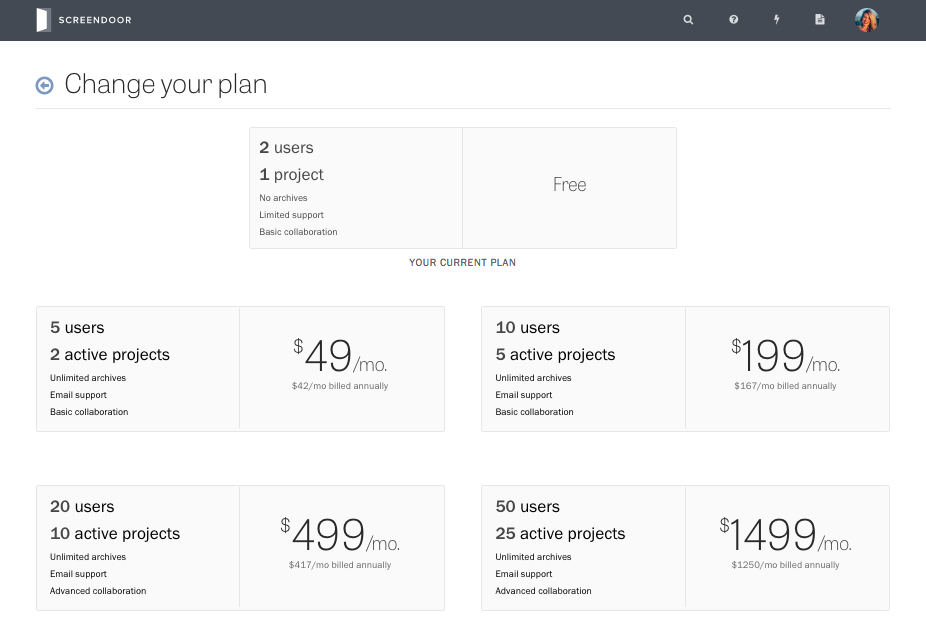 SCREENDOOR
Change your plan
2 users
1 project
No archives
Limited support
Basic collaboration
Free
YOUR CURRENT PLAN
5 users
2 active projects
Unlimited archives
Email support
Basic collaboration
$49/mo.
$42/mo billed annually
10 users
5 active projects
Unlimited archives
Email support
Basic collaboration
$199/mo.
$167/mo billed annually
20 users
10 active projects
Unlimited archives
Email support
Advanced collaboration
$499/mo.
$417/mo billed annually
50 users
25 active projects
Unlimited archives
Email support
Advanced collaboration
$1499/mo.
$1250/mo billed annually